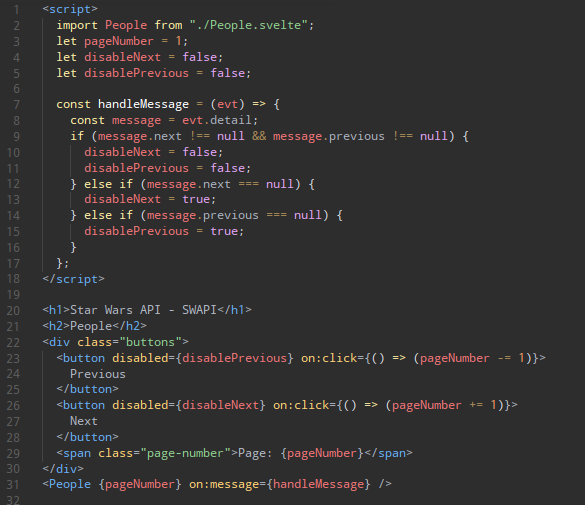 1 <script>
2   import People from "./People.svelte";
3   let pageNumber = 1;
4   let disableNext = false;
5   let disablePrevious = false;
6
7   const handleMessage = (evt) => {
8     const message = evt.detail;
9     if (message.next !== null && message.previous !== null) {
10       disableNext = false;
11       disablePrevious = false;
12     } else if (message.next === null) {
13       disableNext = true;
14     } else if (message.previous === null) {
15       disablePrevious = true;
16     }
17   };
18 </script>
19
20 <h1>Star Wars API - SWAPI</h1>
21 <h2>People</h2>
22 <div class="buttons">
23   <button disabled={disablePrevious} on:click={() => (pageNumber -= 1)}>
24     Previous
25   </button>
26   <button disabled={disableNext} on:click={() => (pageNumber += 1)}>
27     Next
28   </button>
29   <span class="page-number">Page: {pageNumber}</span>
30 </div>
31 <People {pageNumber} on:message={handleMessage} />
32